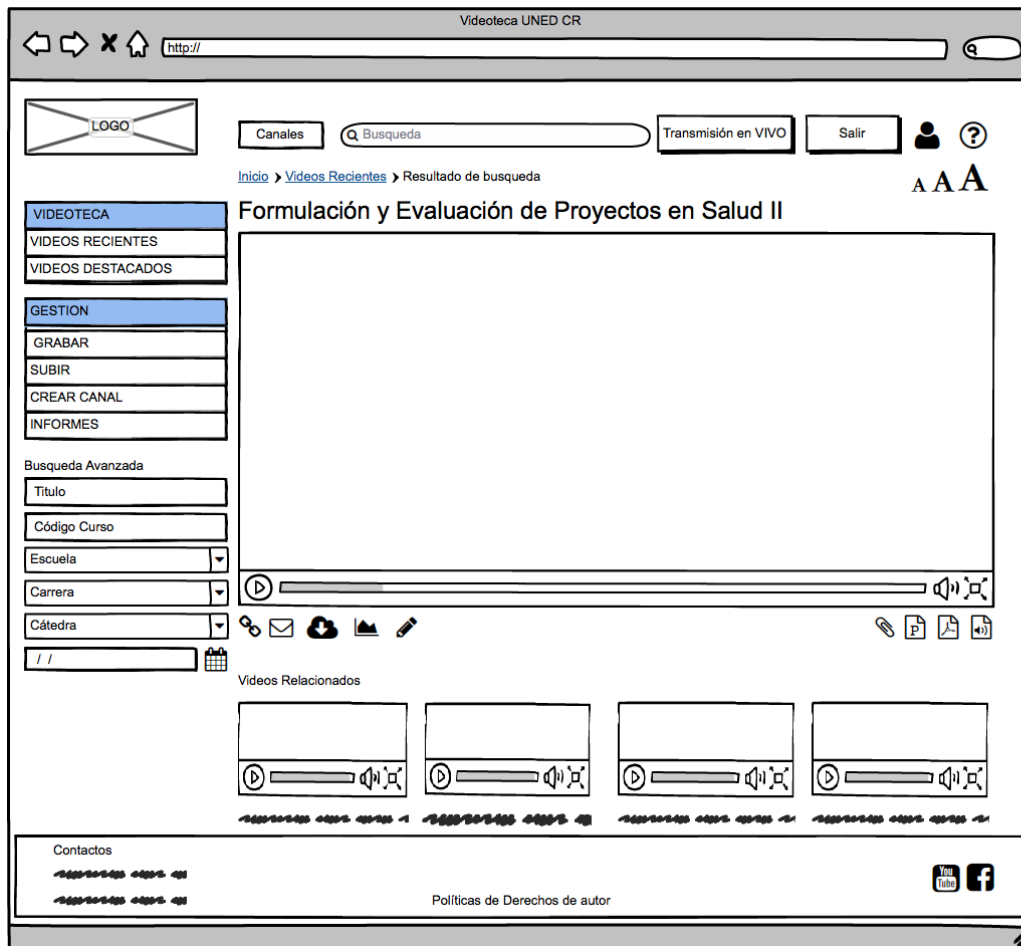 Videoteca UNED CR
http://
LOGO
Canales
Busqueda
Transmisión en VIVO
Salir
?
Inicio > Videos Recientes > Resultado de busqueda
A A A
Formulación y Evaluación de Proyectos en Salud II
VIDEOTECA
VIDEOS RECIENTES
VIDEOS DESTACADOS
GESTION
GRABAR
SUBIR
CREAR CANAL
INFORMES
Busqueda Avanzada
Titulo
Código Curso
Escuela
Carrera
Cátedra
/ /
P
Videos Relacionados
Contactos
Políticas de Derechos de autor
You
Tube
f